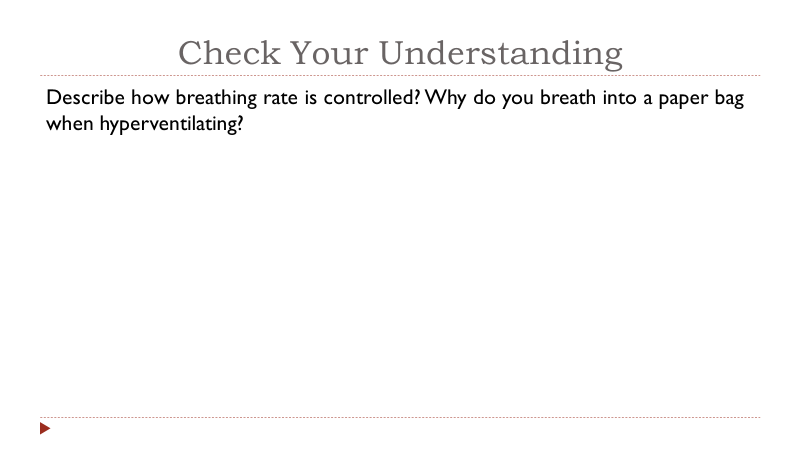 Check Your Understanding
Describe how breathing rate is controlled? Why do you breath into a paper bag
when hyperventilating?